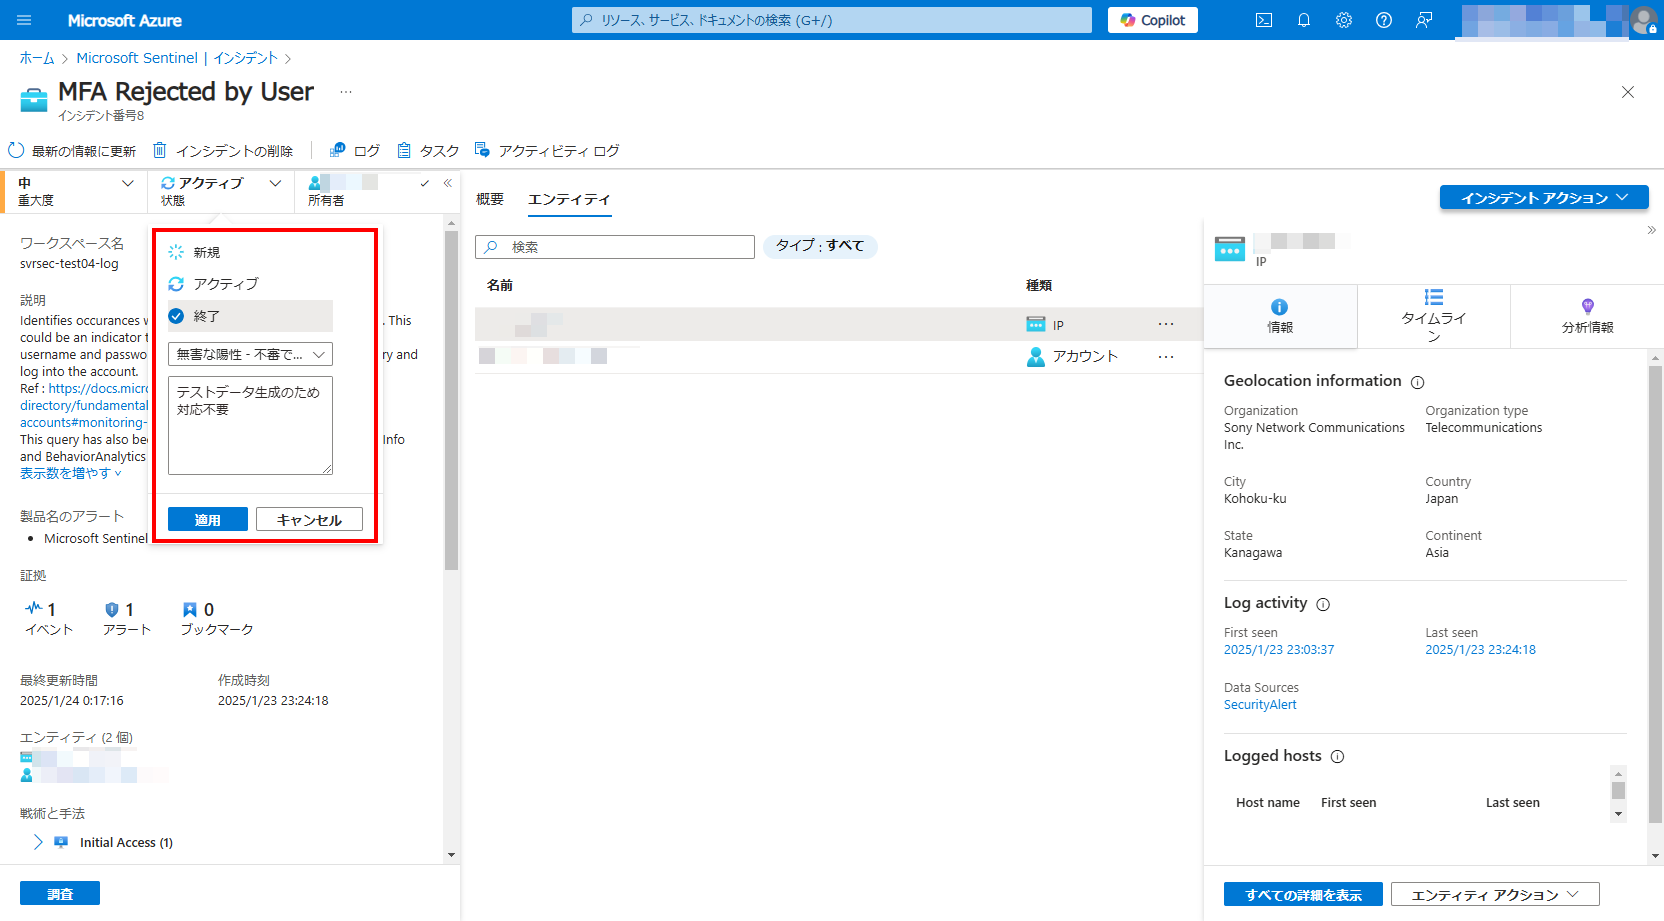 Microsoft Azure
リソース、サービス、ドキュメントの検索 (G+/)
Copilot
ホーム > Microsoft Sentinel | インシデント >
MFA Rejected by User ...
インシデント番号8
最新の情報に更新 インシデントの削除 ログ タスク アクティビティ ログ
中
重大度
アクティブ
状態
所有者
概要 エンティティ
インシデント アクション
ワークスペース名
svrsec-test04-log
説明
Identifies occurances
. This
could be an indicator
username and passwo
ry and
log into the account.
Ref : https://docs.micro
directory/fundamental
accounts#monitoring-
This query has also be
Info
and BehaviorAnalytics
表示数を増やす
新規
アクティブ
終了
無害な陽性 - 不審で...
テストデータ生成のため
対応不要
適用 キャンセル
製品名のアラート
• Microsoft Sentinel
証拠
1 1 0
イベント アラート ブックマーク
最終更新時間 作成時刻
2025/1/24 0:17:16 2025/1/23 23:24:18
エンティティ (2 個)
戦術と手法
Initial Access (1)
調査
検索
タイプ : すべて
名前 種類
IP ...
アカウント ...
IP
情報 タイムライ
ン
分析情報
Geolocation information
Organization Organization type
Sony Network Communications Telecommunications
Inc.
City Country
Kohoku-ku Japan
State Continent
Kanagawa Asia
Log activity
First seen Last seen
2025/1/23 23:03:37 2025/1/23 23:24:18
Data Sources
SecurityAlert
Logged hosts
Host name First seen Last seen
すべての詳細を表示 エンティティ アクション